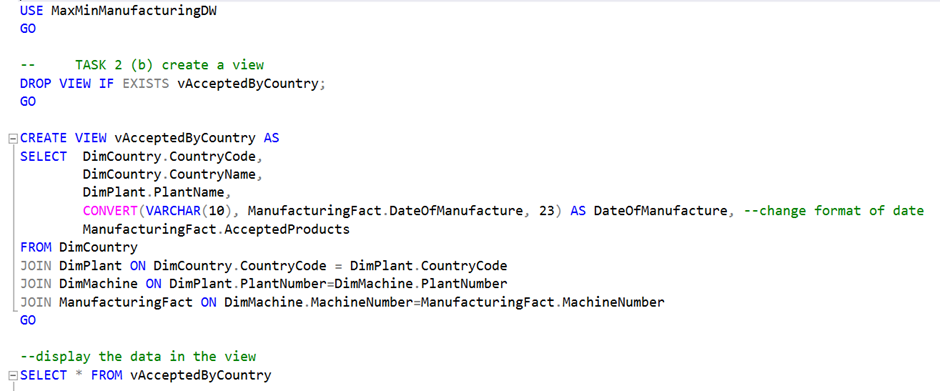 USE MaxMinManufacturingDW
GO
--     TASK 2 (b) create a view
DROP VIEW IF EXISTS vAcceptedByCountry;
GO
CREATE VIEW vAcceptedByCountry AS
SELECT  DimCountry.CountryCode,
        DimCountry.CountryName,
        DimPlant.PlantName,
        CONVERT(VARCHAR(10), ManufacturingFact.DateOfManufacture, 23) AS DateOfManufacture, --change format of date
        ManufacturingFact.AcceptedProducts
FROM DimCountry
JOIN DimPlant ON DimCountry.CountryCode = DimPlant.CountryCode
JOIN DimMachine ON DimPlant.PlantNumber=DimMachine.PlantNumber
JOIN ManufacturingFact ON DimMachine.MachineNumber=ManufacturingFact.MachineNumber
GO
--display the data in the view
SELECT * FROM vAcceptedByCountry